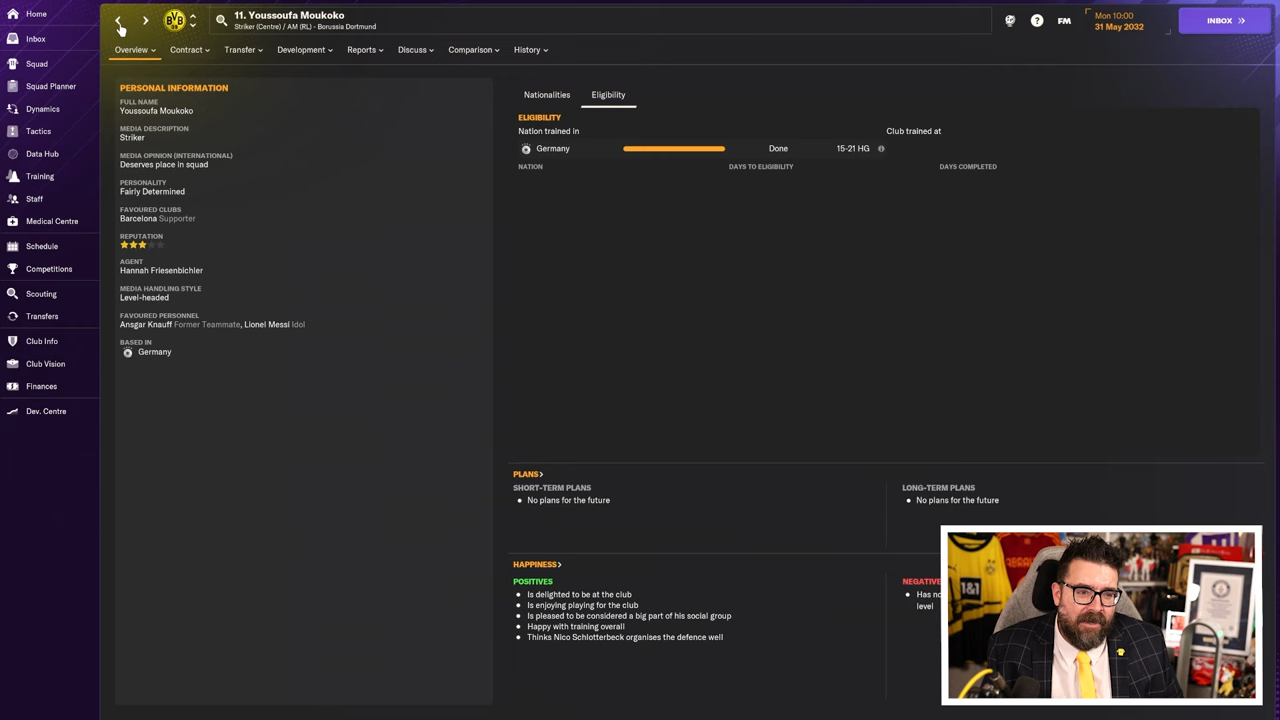 Home
Inbox
Squad
Squad Planner
Dynamics
Tactics
Data Hub
Training
Staff
Medical Centre
Schedule
Competitions
Scouting
Transfers
Club Info
Club Vision
Finances
Dev. Centre
BVB 09
11. Youssoufa Moukoko
Striker (Centre) / AM (RL) - Borussia Dortmund
FM
Mon 10:00
31 May 2032
INBOX
Overview
Contract
Transfer
Development
Reports
Discuss
Comparison
History
PERSONAL INFORMATION
FULL NAME
Youssoufa Moukoko
MEDIA DESCRIPTION
Striker
MEDIA OPINION (INTERNATIONAL)
Deserves place in squad
PERSONALITY
Fairly Determined
FAVOURED CLUBS
Barcelona Supporter
REPUTATION
AGENT
Hannah Friesenbichler
MEDIA HANDLING STYLE
Level-headed
FAVOURED PERSONNEL
Ansgar Knauff Former Teammate, Lionel Messi Idol
BASED IN
Germany
Nationalities
Eligibility
ELIGIBILITY
Nation trained in
Club trained at
Germany Done 15-21 HG
NATION DAYS TO ELIGIBILITY DAYS COMPLETED
PLANS
SHORT-TERM PLANS
• No plans for the future
LONG-TERM PLANS
• No plans for the future
HAPPINESS
POSITIVES
• Is delighted to be at the club
• Is enjoying playing for the club
• Is pleased to be considered a big part of his social group
• Happy with training overall
• Thinks Nico Schlotterbeck organises the defence well
NEGATIVE
• Has
level
1&1